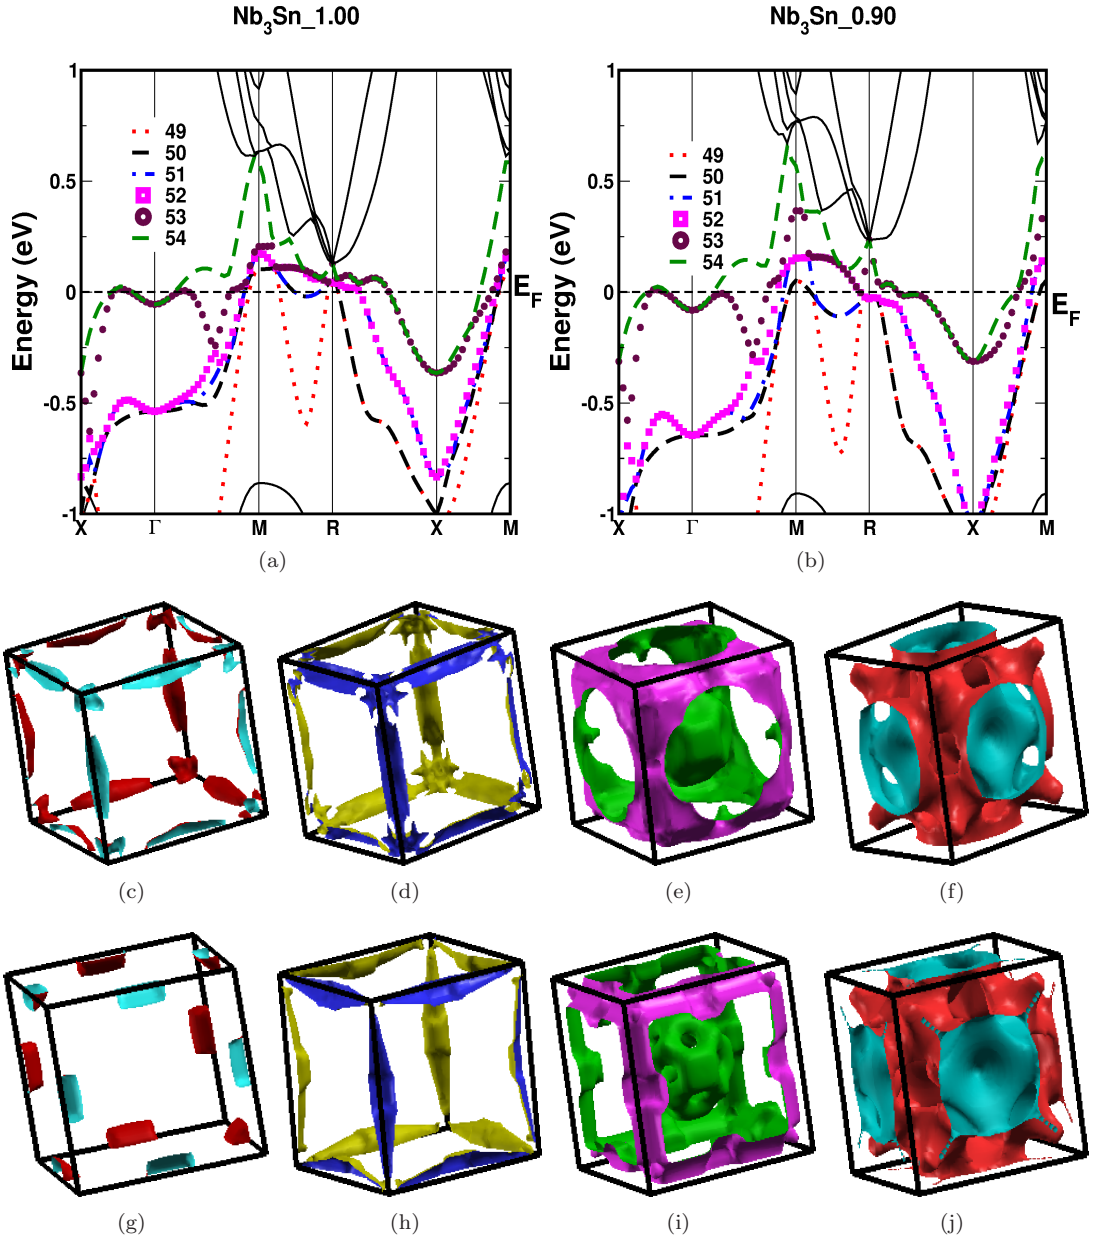 Nb3Sn_1.00
Nb3Sn_0.90
Energy (eV)
1
0.5
0
-0.5
-1
49
50
51
52
53
54
X Γ M R X M
EF
(a)
Energy (eV)
1
0.5
0
-0.5
-1
49
50
51
52
53
54
X Γ M R X M
EF
(b)
(c) (d) (e) (f)
(g) (h) (i) (j)